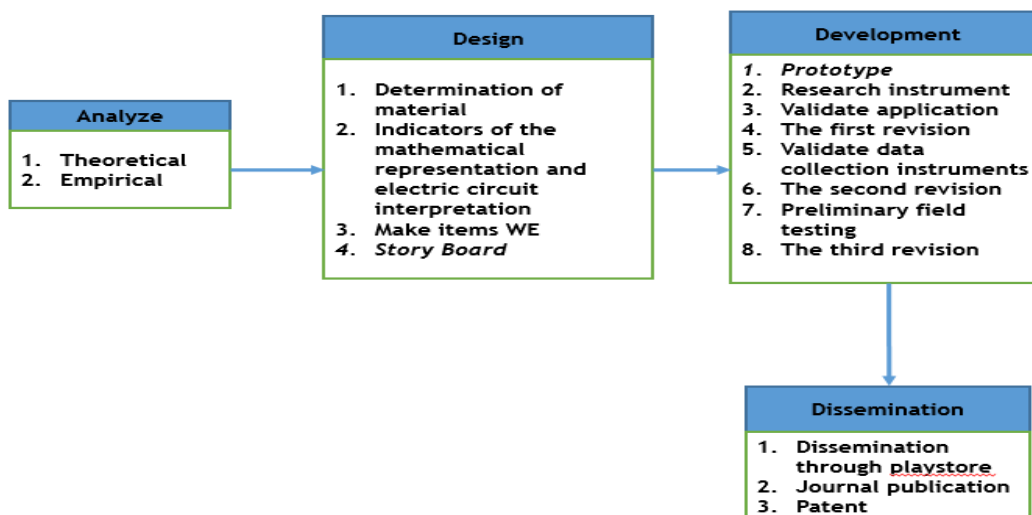 Analyze
1. Theoretical
2. Empirical
Design
1. Determination of
material
2. Indicators of the
mathematical
representation and
electric circuit
interpretation
3. Make items WE
4. Story Board
Development
1. Prototype
2. Research instrument
3. Validate application
4. The first revision
5. Validate data
collection instruments
6. The second revision
7. Preliminary field
testing
8. The third revision
Dissemination
1. Dissemination
through playstore
2. Journal publication
3. Patent